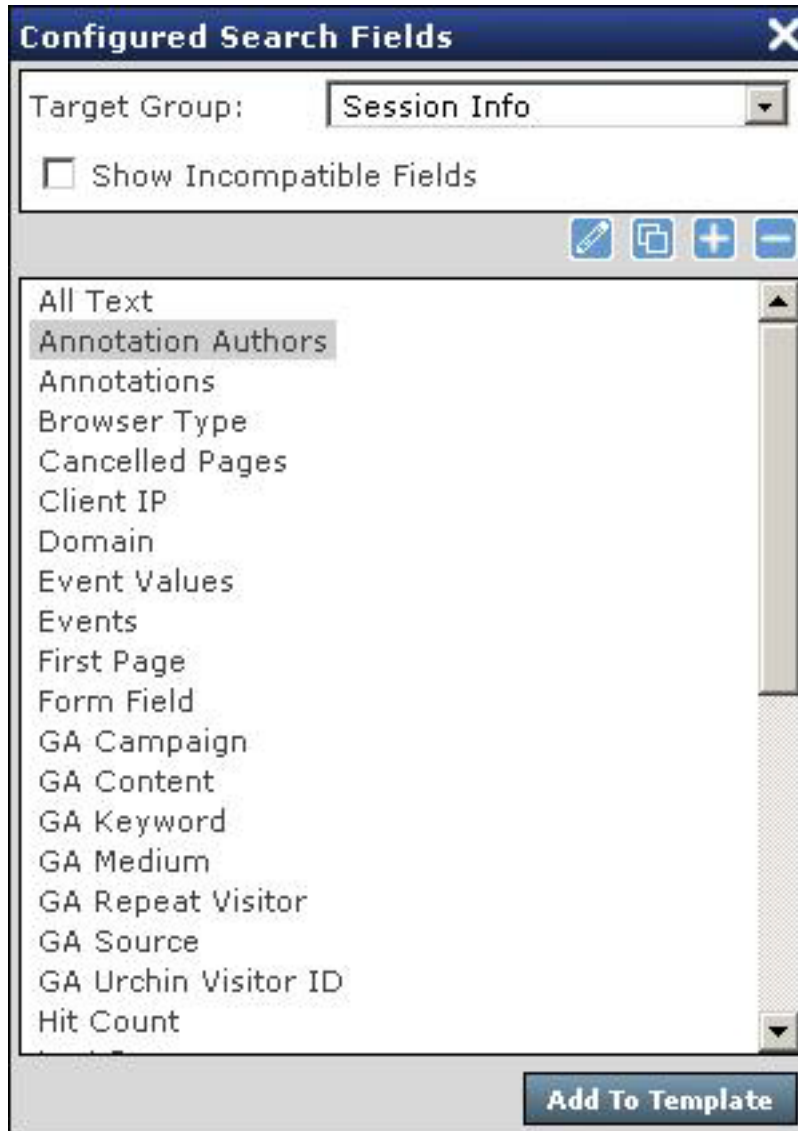 Configured Search Fields
Target Group: Session Info
Show Incompatible Fields
All Text
Annotation Authors
Annotations
Browser Type
Cancelled Pages
Client IP
Domain
Event Values
Events
First Page
Form Field
GA Campaign
GA Content
GA Keyword
GA Medium
GA Repeat Visitor
GA Source
GA Urchin Visitor ID
Hit Count
Add To Template